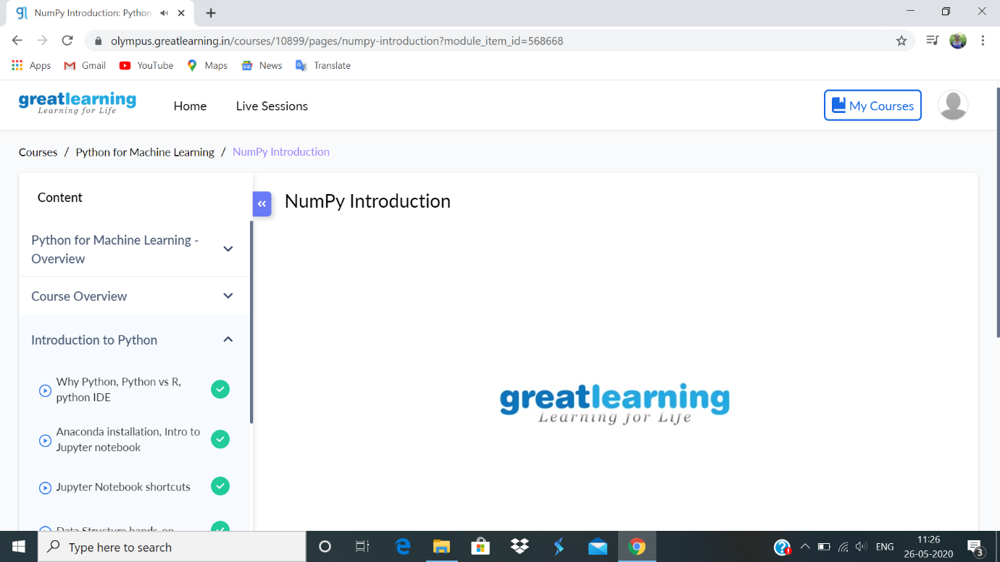 NumPy Introduction: Python
olympus.greatlearning.in/courses/10899/pages/numpy-introduction?module_item_id=568668
Apps Gmail YouTube Maps News Translate
greatlearning
Learning for Life
Home Live Sessions My Courses
Courses / Python for Machine Learning / NumPy Introduction
Content
NumPy Introduction
Python for Machine Learning -
Overview
Course Overview
Introduction to Python
Why Python, Python vs R,
python IDE
Anaconda installation, Intro to
Jupyter notebook
Jupyter Notebook shortcuts
Data Structure hands-on
greatlearning
Learning for Life
Type here to search
ENG
11:26
26-05-2020
3